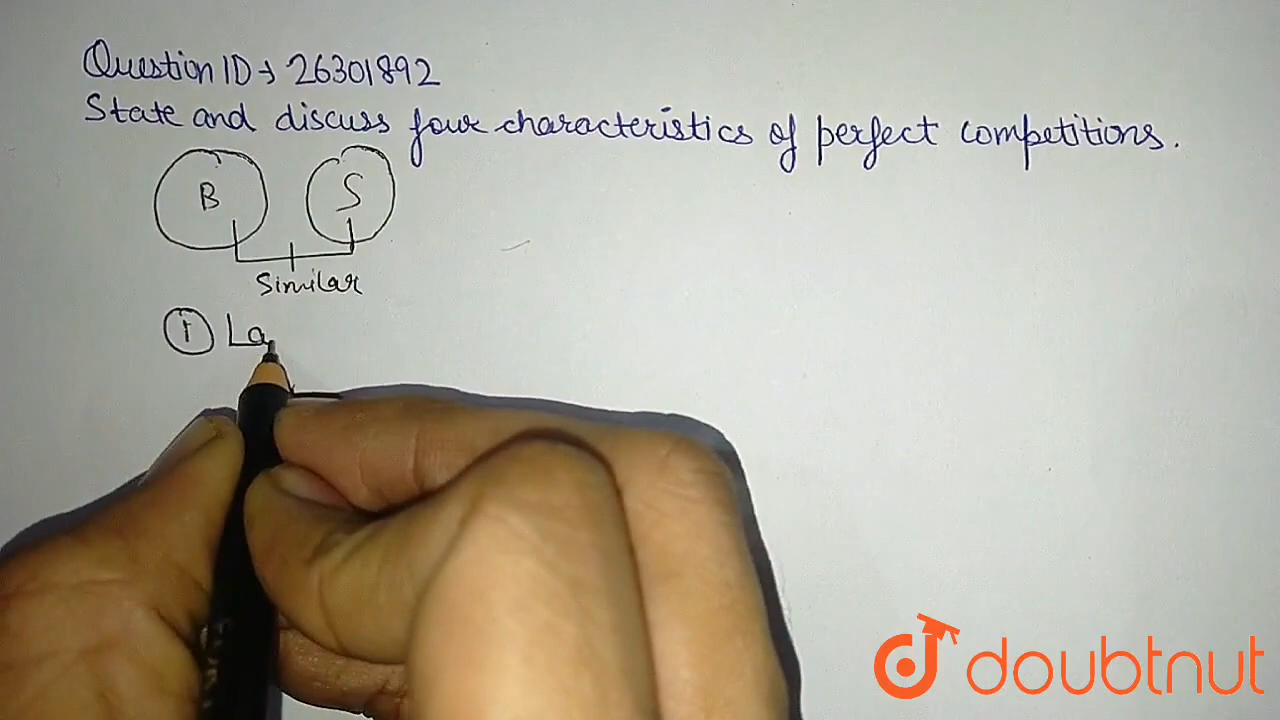 Question ID → 26301892
State and discuss four characteristics of perfect competitions.
B S
Similar
1 La
doubtnut